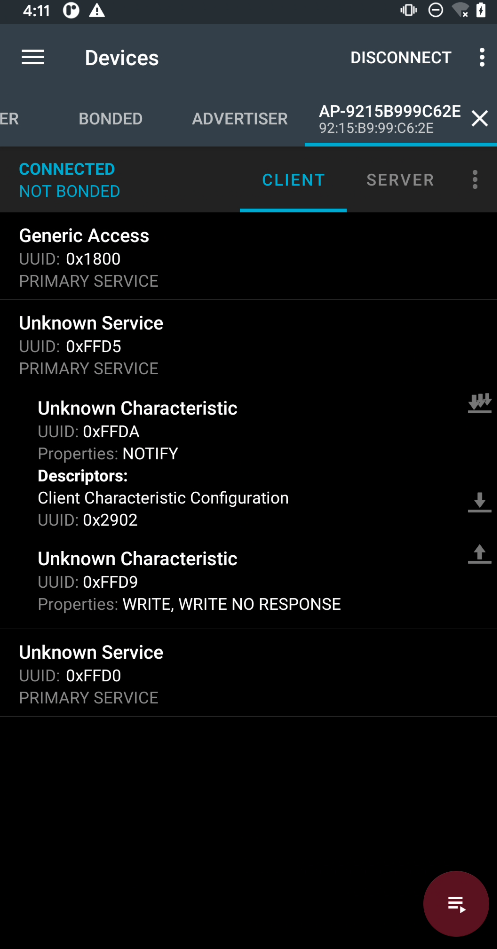 4:11
Devices
DISCONNECT
ER
BONDED
ADVERTISER
AP-9215B999C62E
92:15:B9:99:C6:2E
CONNECTED
NOT BONDED
CLIENT
SERVER
Generic Access
UUID: 0x1800
PRIMARY SERVICE
Unknown Service
UUID: 0xFFD5
PRIMARY SERVICE
Unknown Characteristic
UUID: 0xFFDA
Properties: NOTIFY
Descriptors:
Client Characteristic Configuration
UUID: 0x2902
Unknown Characteristic
UUID: 0xFFD9
Properties: WRITE, WRITE NO RESPONSE
Unknown Service
UUID: 0xFFD0
PRIMARY SERVICE